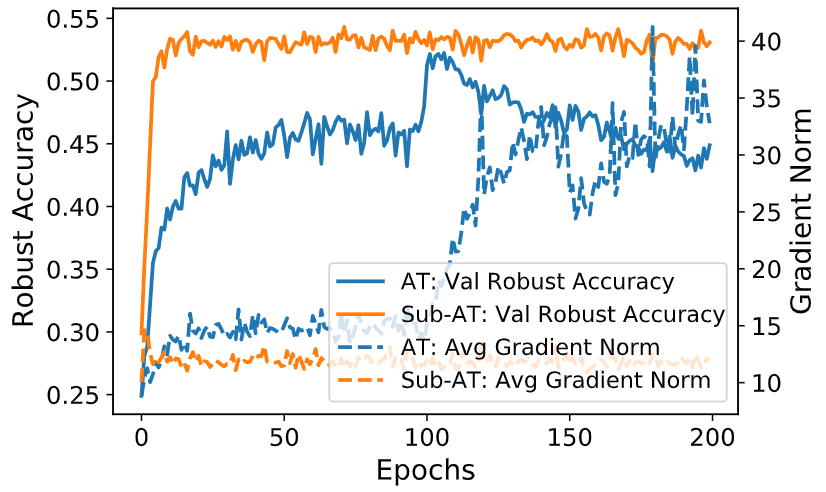 0.55
0.50
0.45
0.40
0.35
0.30
0.25
Robust Accuracy
40
35
30
25
20
15
10
Gradient Norm
AT: Val Robust Accuracy
Sub-AT: Val Robust Accuracy
AT: Avg Gradient Norm
Sub-AT: Avg Gradient Norm
0 50 100 150 200
Epochs